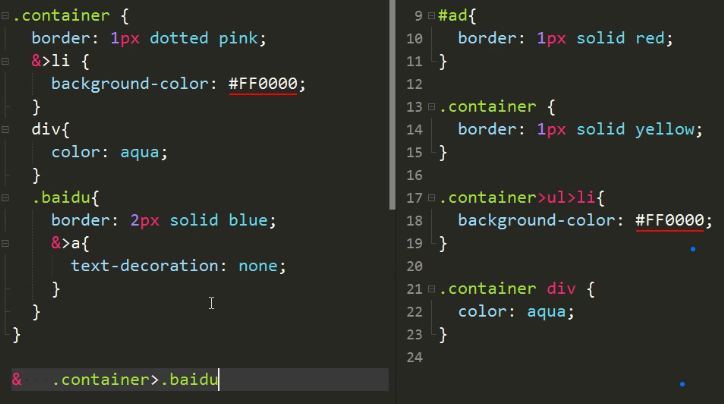 .container {
border: 1px dotted pink;
&>li {
background-color: #FF0000;
}
div{
color: aqua;
}
.baidu{
border: 2px solid blue;
&>a{
text-decoration: none;
}
}
}
& .container>.baidu
9 #ad{
10 border: 1px solid red;
11 }
12
13 .container {
14 border: 1px solid yellow;
15 }
16
17 .container>ul>li{
18 background-color: #FF0000;
19 }
20
21 .container div {
22 color: aqua;
23 }
24